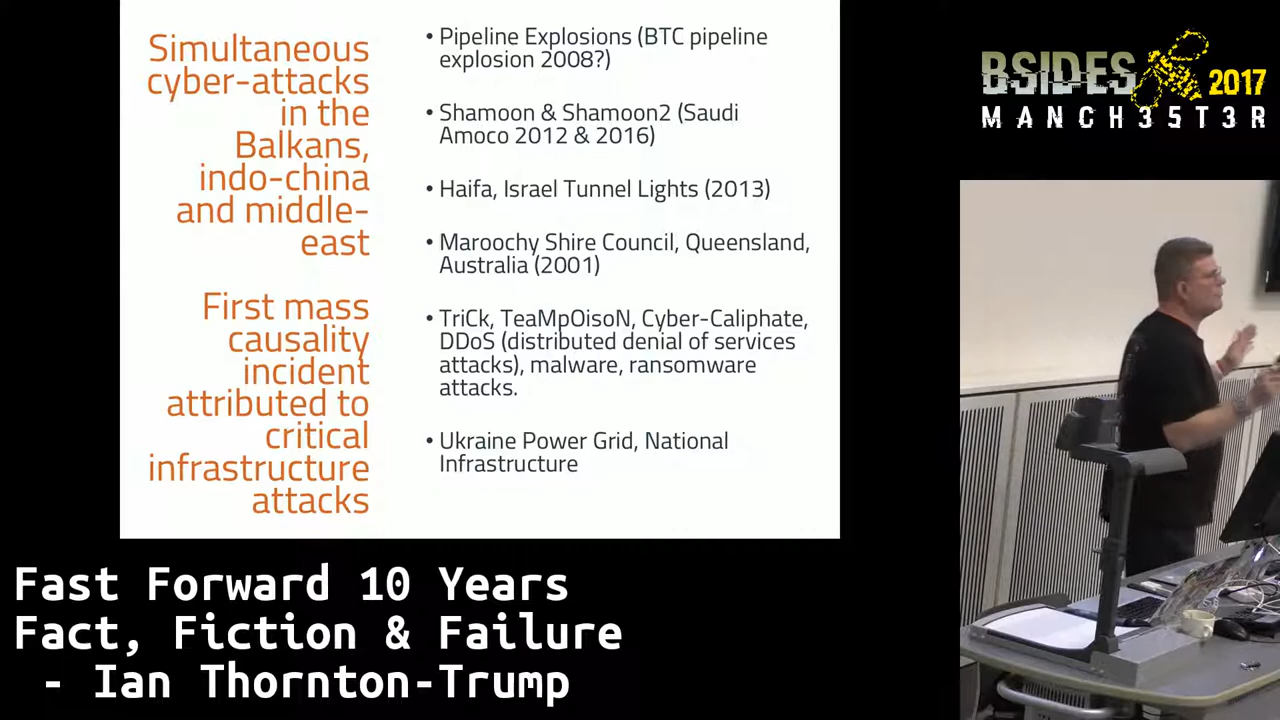 Simultaneous
cyber-attacks
in the
Balkans,
indo-china
and middle-
east
First mass
causality
incident
attributed to
critical
infrastructure
attacks
• Pipeline Explosions (BTC pipeline
explosion 2008?)
• Shamoon & Shamoon2 (Saudi
Amoco 2012 & 2016)
• Haifa, Israel Tunnel Lights (2013)
• Maroochy Shire Council, Queensland,
Australia (2001)
• TriCk, TeaMpOisoN, Cyber-Caliphate,
DDoS (distributed denial of services
attacks), malware, ransomware
attacks.
• Ukraine Power Grid, National
Infrastructure
BSIDES 2017
MANCH35T3R
Fast Forward 10 Years
Fact, Fiction & Failure
- Ian Thornton-Trump